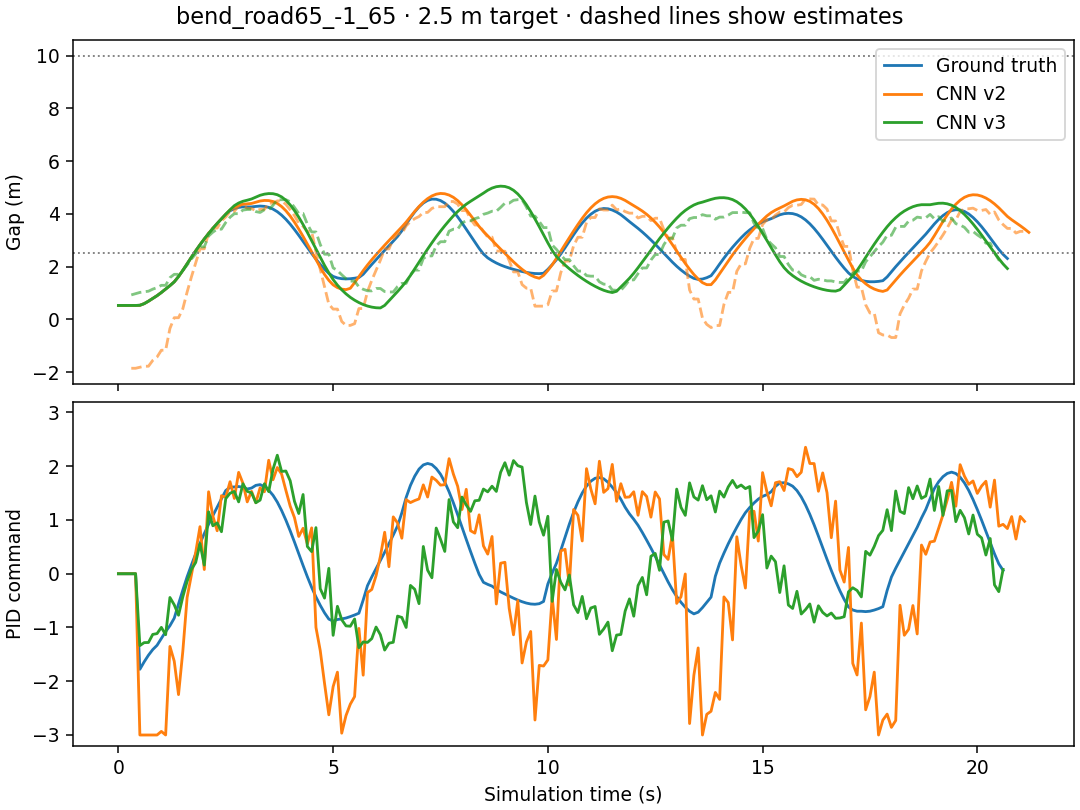 bend_road65_-1_65 · 2.5 m target · dashed lines show estimates
10
8
6
4
2
0
−2
Gap (m)
Ground truth
CNN v2
CNN v3
3
2
1
0
−1
−2
−3
PID command
0
5
10
15
20
Simulation time (s)